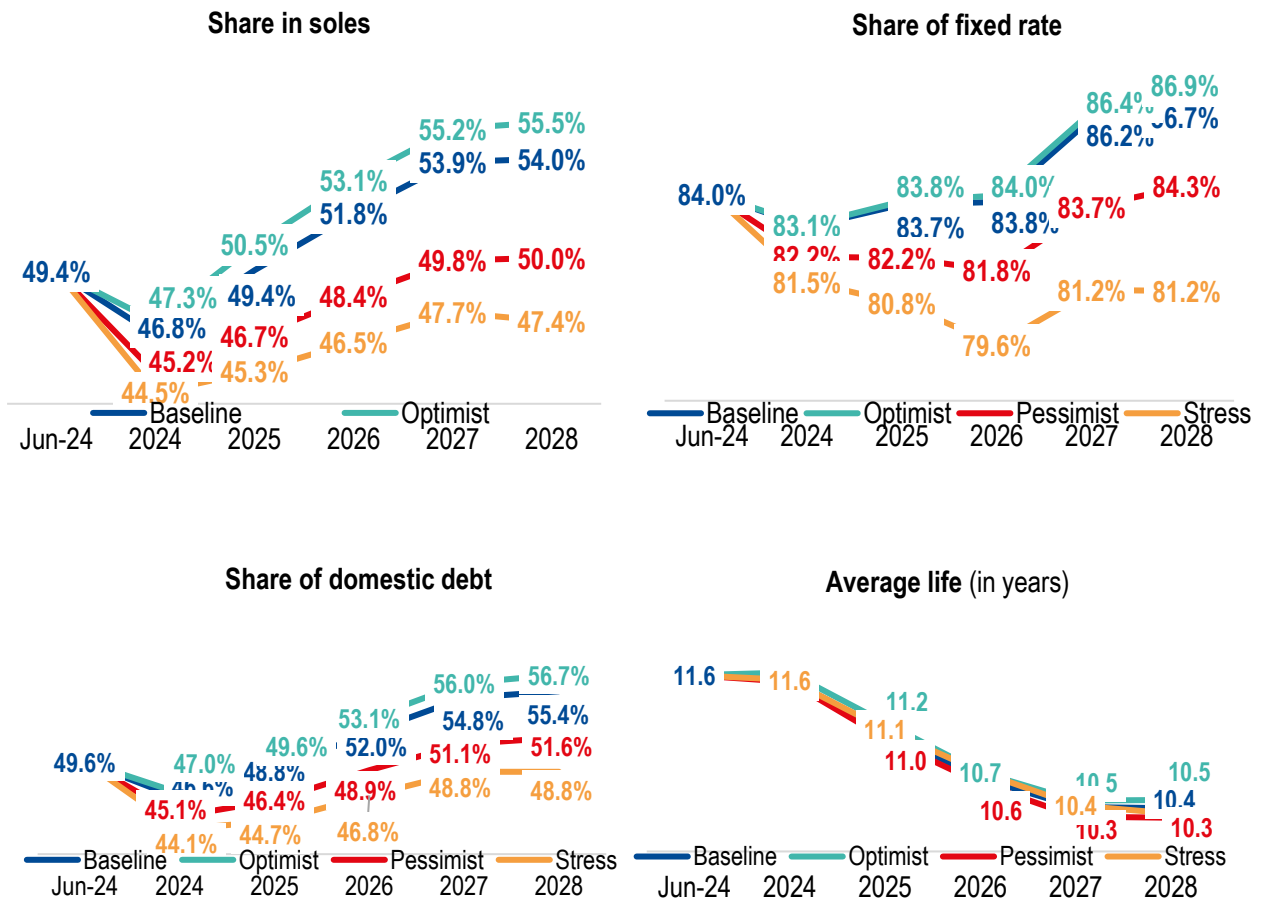 Share in soles
55.2% 55.5%
53.1% 53.9% 54.0%
51.8%
50.5%
49.4% 49.4% 49.8% 50.0%
47.3% 48.4%
46.8% 46.7% 47.7% 47.4%
45.2% 45.3% 46.5%
44.5%
Baseline Optimist
Jun-24 2024 2025 2026 2027 2028
Share of fixed rate
86.4% 86.9%
86.2%
84.0% 83.8% 84.0% 84.3%
83.1% 83.7% 83.8% 83.7%
82.2% 82.2% 81.8%
81.5% 80.8% 81.2% 81.2%
79.6%
Baseline Optimist Pessimist Stress
Jun-24 2024 2025 2026 2027 2028
Share of domestic debt
56.0% 56.7%
53.1% 54.8% 55.4%
49.6% 47.0% 49.6% 52.0% 51.1% 51.6%
48.8%
45.1% 46.4% 48.9% 48.8% 48.8%
44.1% 44.7% 46.8%
Baseline Optimist Pessimist Stress
Jun-24 2024 2025 2026 2027 2028
Average life (in years)
11.6 11.6
11.2
11.1
11.0 10.7 10.5 10.5
10.6 10.4 10.4
10.3 10.3
Baseline Optimist Pessimist Stress
Jun-24 2024 2025 2026 2027 2028